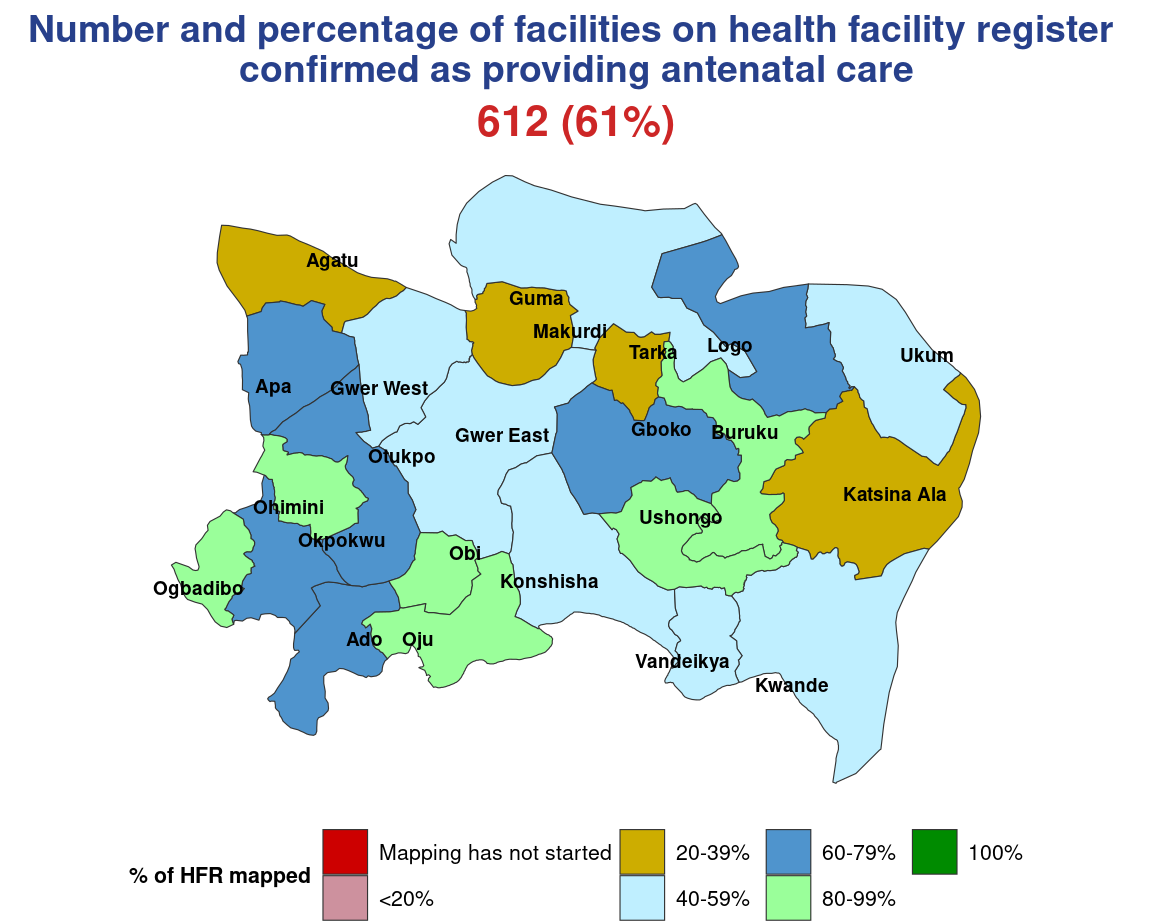 Number and percentage of facilities on health facility register
confirmed as providing antenatal care
612 (61%)
Agatu
Guma
Makurdi
Tarka
Logo
Ukum
Apa
Gwer West
Gwer East
Gboko
Buruku
Otukpo
Katsina Ala
Ohimini
Ushongo
Okpokwu
Obi
Ogbadibo
Konshisha
Ado
Oju
Vandeikya
Kwande
% of HFR mapped
Mapping has not started
<20%
20-39%
40-59%
60-79%
80-99%
100%